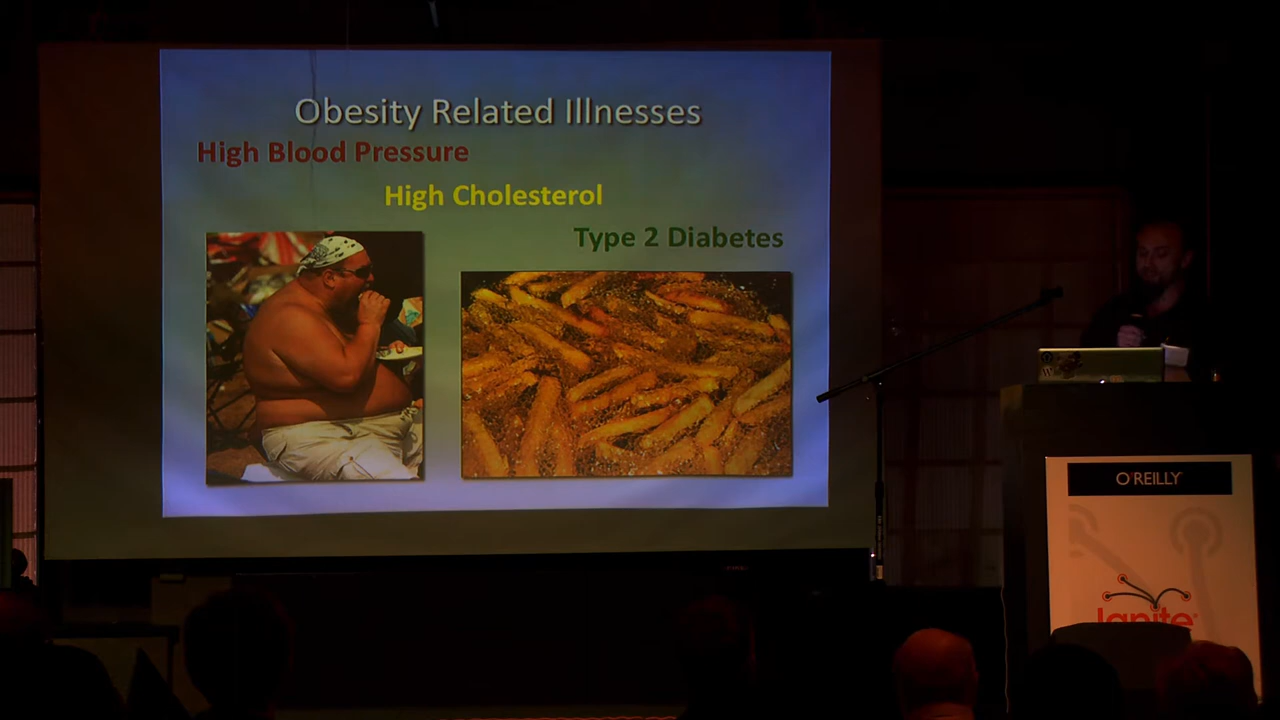 Obesity Related Illnesses
High Blood Pressure
High Cholesterol
Type 2 Diabetes
O'REILLY
Ignite